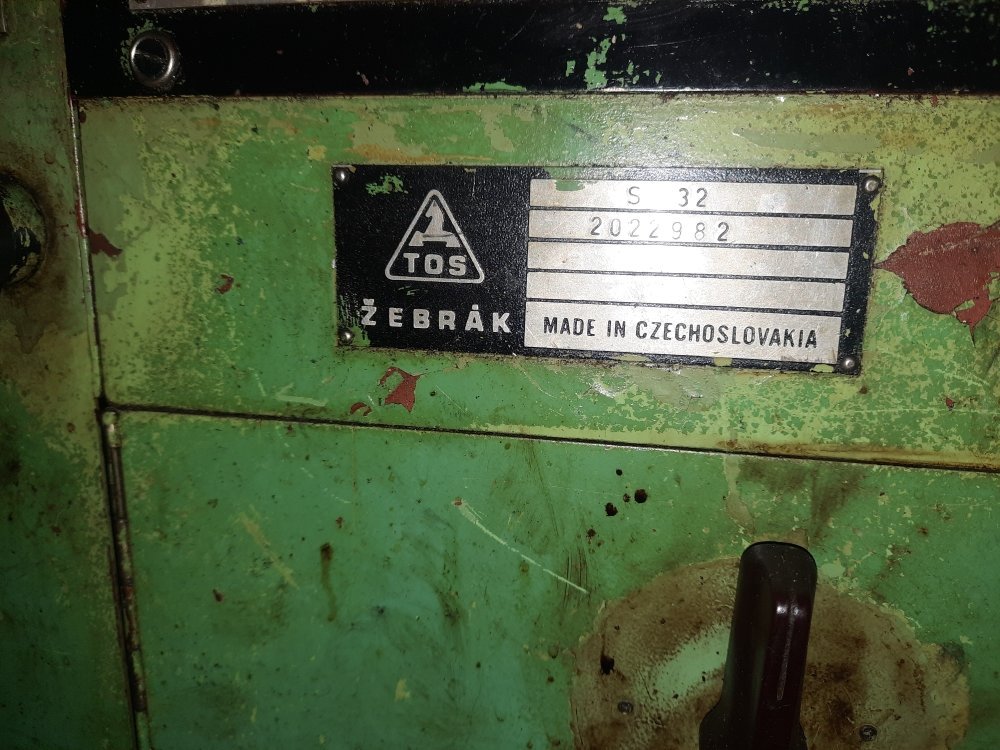 TOS
ŽEBRÁK
S 32
2022982
MADE IN CZECHOSLOVAKIA